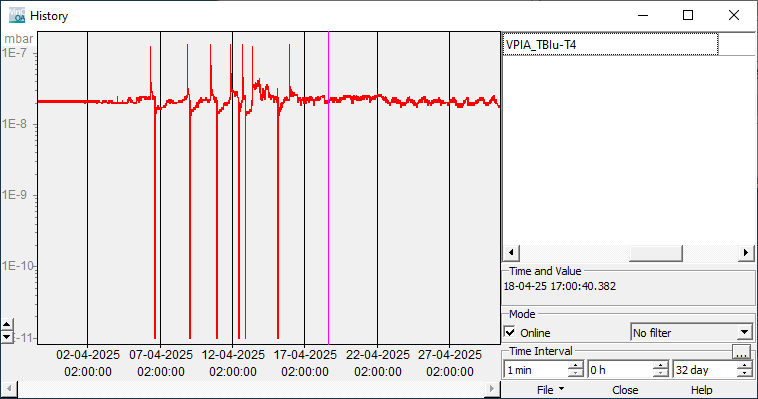 WinCC
OA
History
mbar
1E-7
1E-8
1E-9
1E-10
E-11
02-04-2025 07-04-2025 12-04-2025 17-04-2025 22-04-2025 27-04-2025
02:00:00 02:00:00 02:00:00 02:00:00 02:00:00 02:00:00
VPIA_TBlu-T4
Time and Value
18-04-25 17:00:40.382
Mode
Online
No filter
Time Interval
...
1 min
0 h
32 day
File
Close
Help